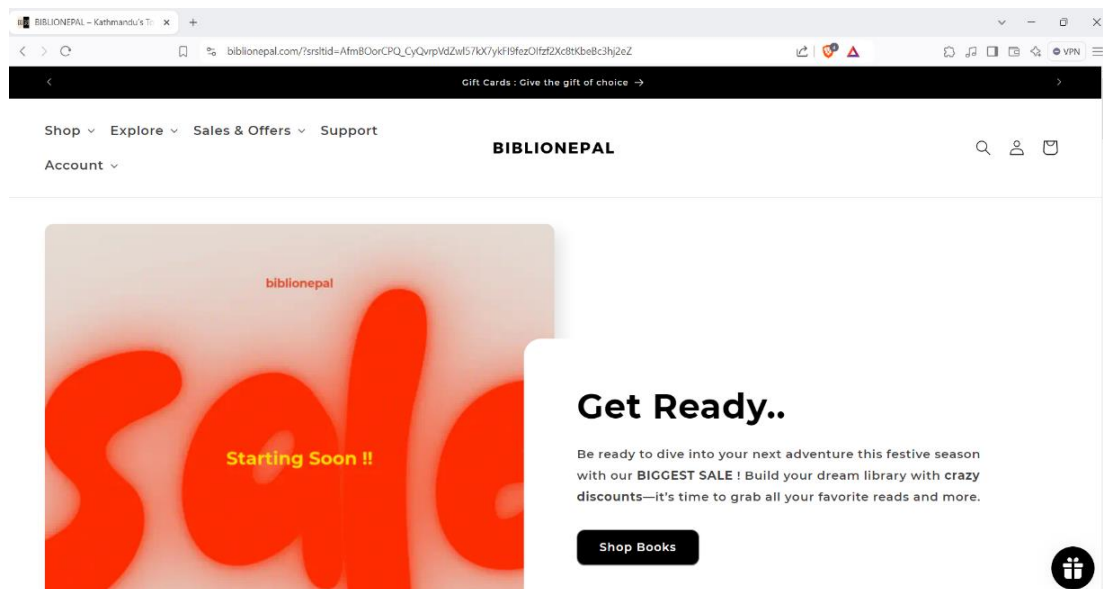 BIBLIONEPAL – Kathmandu's
biblionepal.com/?srsltid=AfmBOorCPQ_CyQvrpVdZwl57kX7ykFI9fezOlfzf2Xc8tKbeBc3hj2eZ
VPN
Gift Cards : Give the gift of choice →
Shop Explore Sales & Offers Support
Account
BIBLIONEPAL
biblionepal
sale
Starting Soon !!
Get Ready..
Be ready to dive into your next adventure this festive season
with our BIGGEST SALE ! Build your dream library with crazy
discounts—it's time to grab all your favorite reads and more.
Shop Books